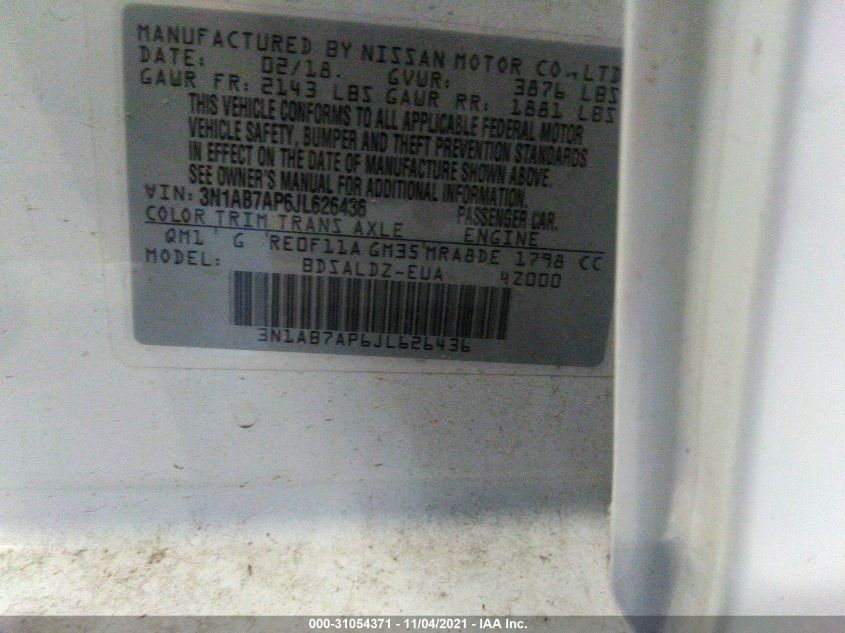 MANUFACTURED BY NISSAN MOTOR CO.,LTD
DATE: 02/18. GVWR: 3876 LBS
GAWR FR: 2143 LBS GAWR RR: 1881 LBS
THIS VEHICLE CONFORMS TO ALL APPLICABLE FEDERAL MOTOR
VEHICLE SAFETY, BUMPER AND THEFT PREVENTION STANDARDS
IN EFFECT ON THE DATE OF MANUFACTURE SHOWN ABOVE.
SEE OWNER'S MANUAL FOR ADDITIONAL INFORMATION.
VIN: 3N1AB7AP6JL626436 PASSENGER CAR.
COLOR TRIM TRANS AXLE ENGINE
QM1 G RE0F11A GM35 MRA8DE 1798 CC
MODEL: BDSALDZ-EUA 4Z000
3N1AB7AP6JL626436
000-31054371 - 11/04/2021 - IAA Inc.